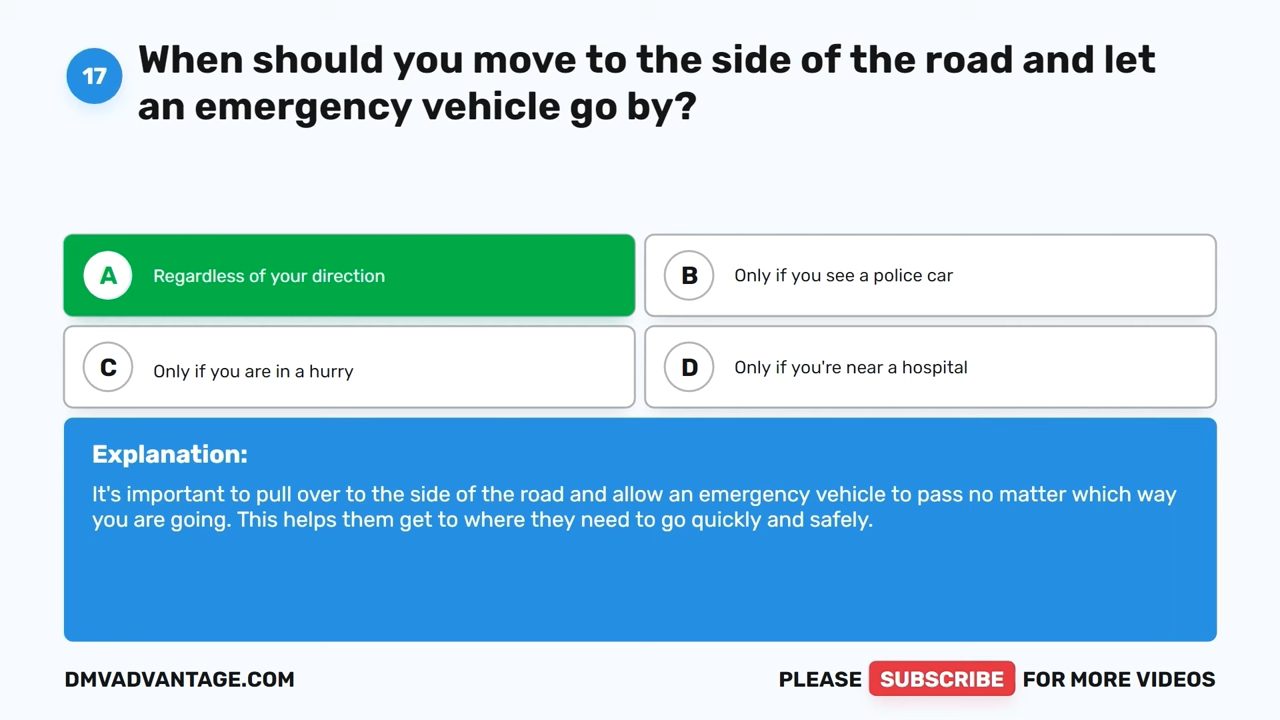 17
When should you move to the side of the road and let
an emergency vehicle go by?
A Regardless of your direction
B Only if you see a police car
C Only if you are in a hurry
D Only if you're near a hospital
Explanation:
It's important to pull over to the side of the road and allow an emergency vehicle to pass no matter which way
you are going. This helps them get to where they need to go quickly and safely.
DMVADVANTAGE.COM
PLEASE SUBSCRIBE FOR MORE VIDEOS